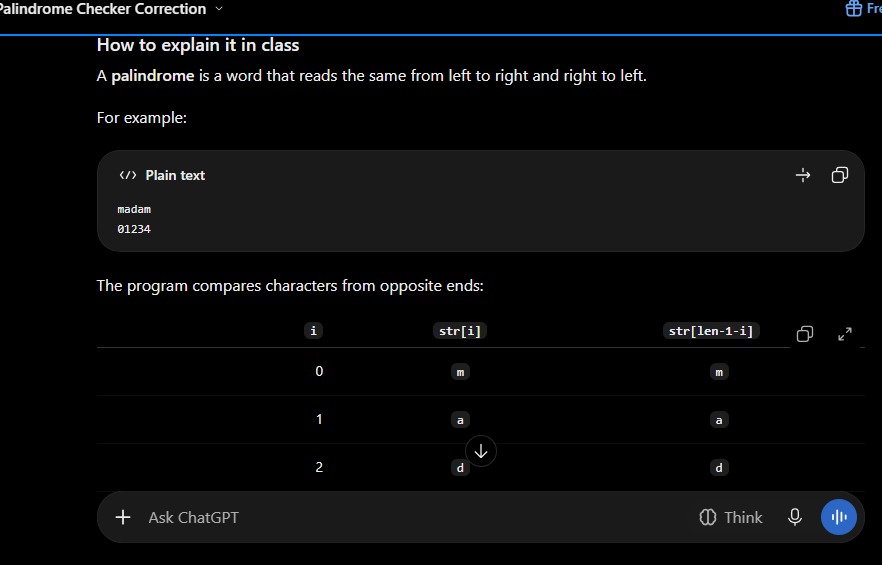 Palindrome Checker Correction
Fre
How to explain it in class
A palindrome is a word that reads the same from left to right and right to left.
For example:
</> Plain text
madam
01234
The program compares characters from opposite ends:
i str[i] str[len-1-i]
0 m m
1 a a
2 d d
Ask ChatGPT Think